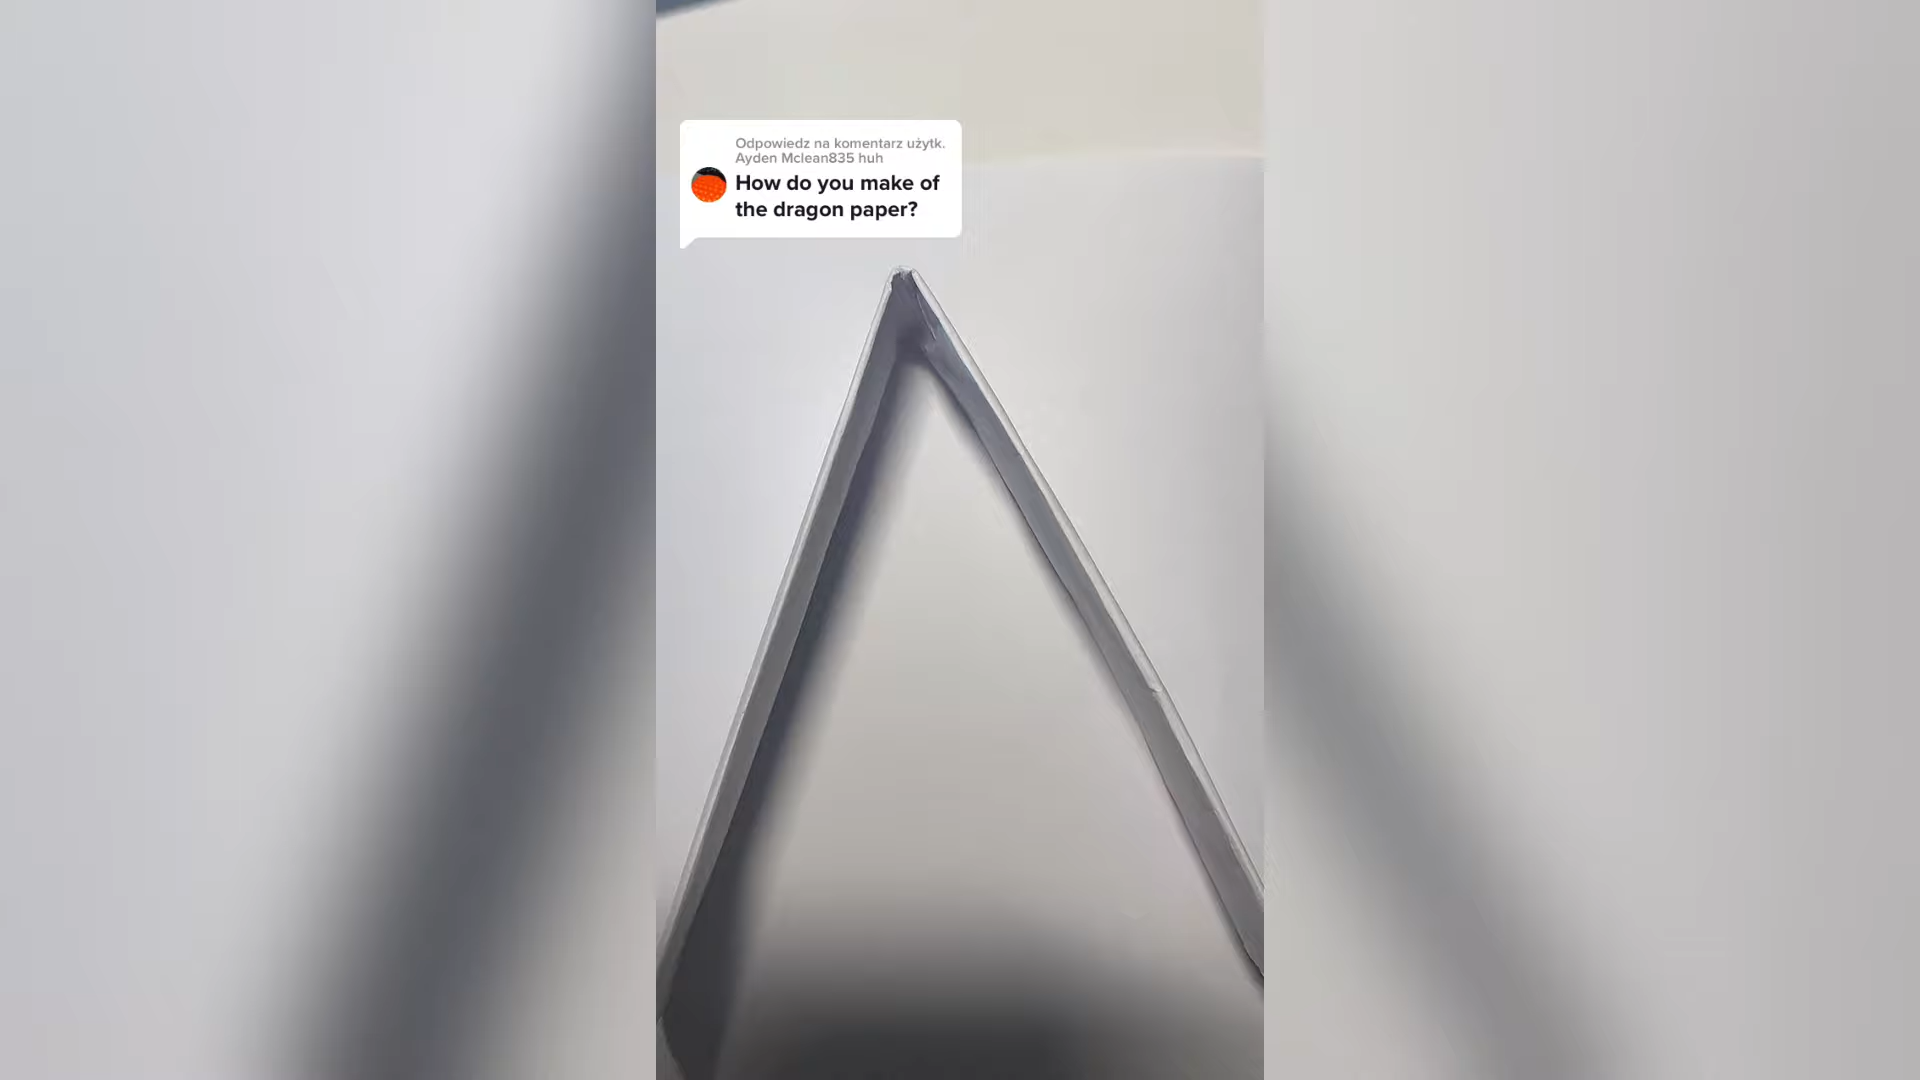 Odpowiedz na komentarz użytk.
Ayden Mclean835 huh
How do you make of
the dragon paper?